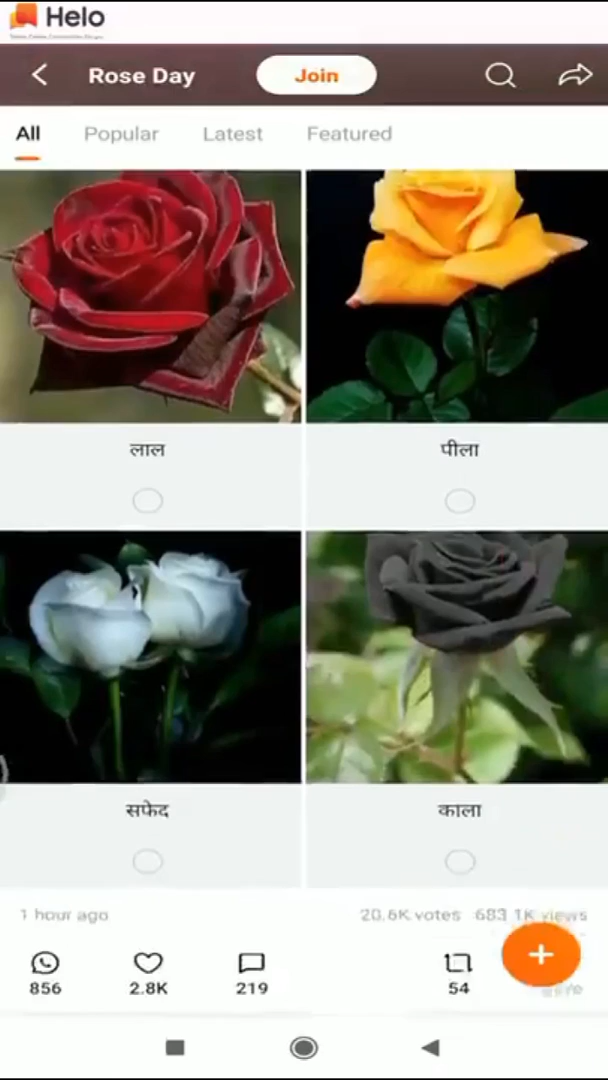 Helo
Rose Day
Join
All
Popular
Latest
Featured
लाल
पीला
सफेद
काला
1 hour ago
20.6K votes
683.1K views
856
2.8K
219
54